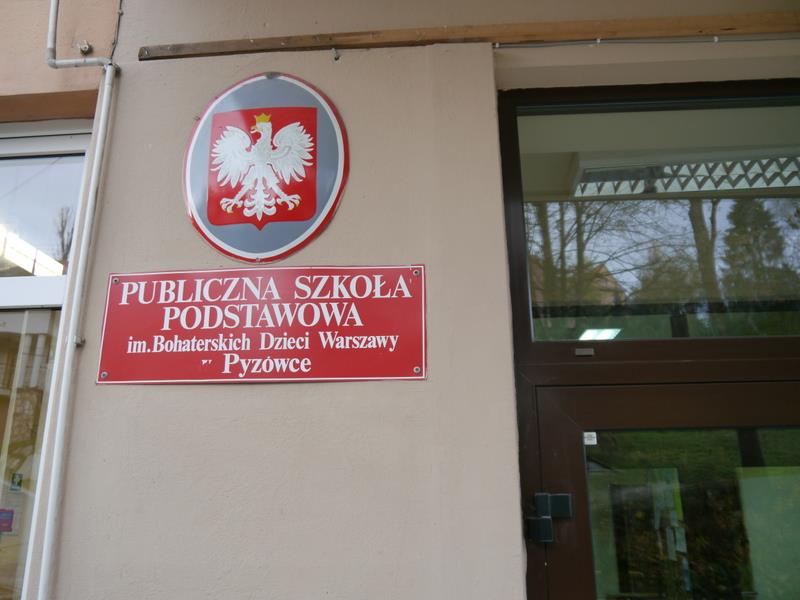 PUBLICZNA SZKOŁA
PODSTAWOWA
im.Bohaterskich Dzieci Warszawy
w Pyzówce